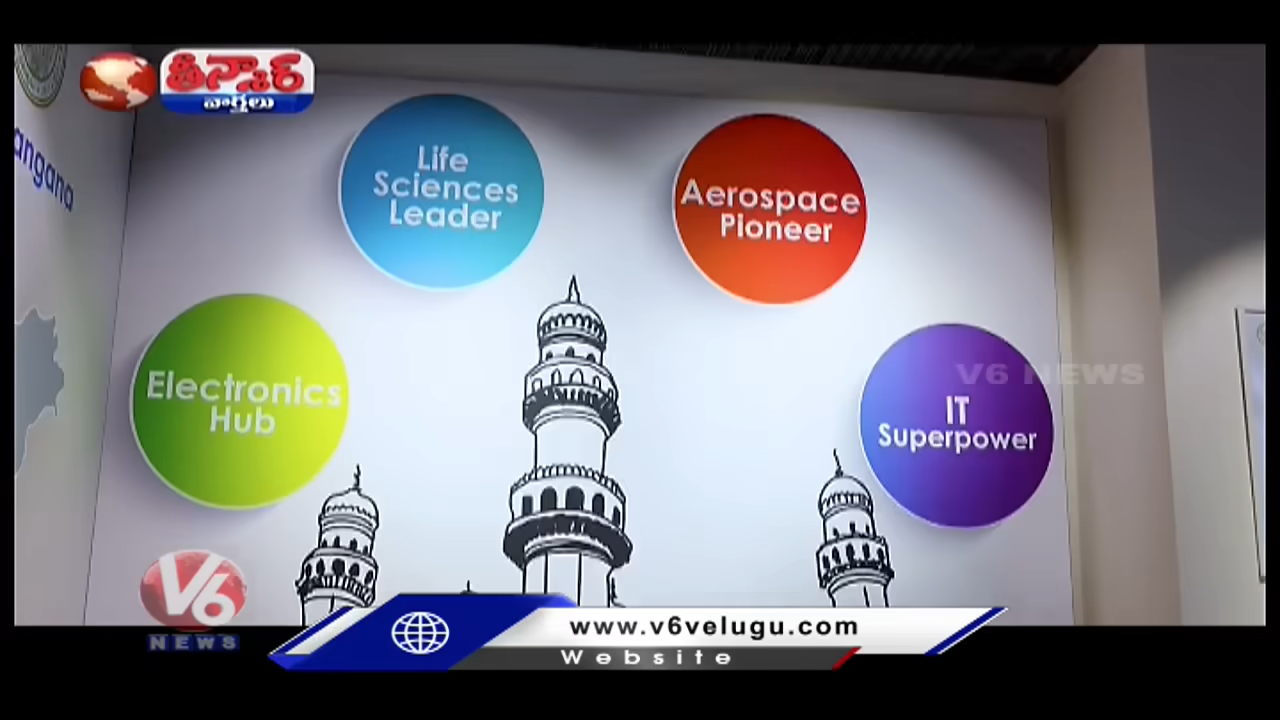 తీన్మార్
వార్తలు
angana
Life
Sciences
Leader
Aerospace
Pioneer
Electronics
Hub
V6 NEWS
IT
Superpower
V6
NEWS
www.v6velugu.com
Website